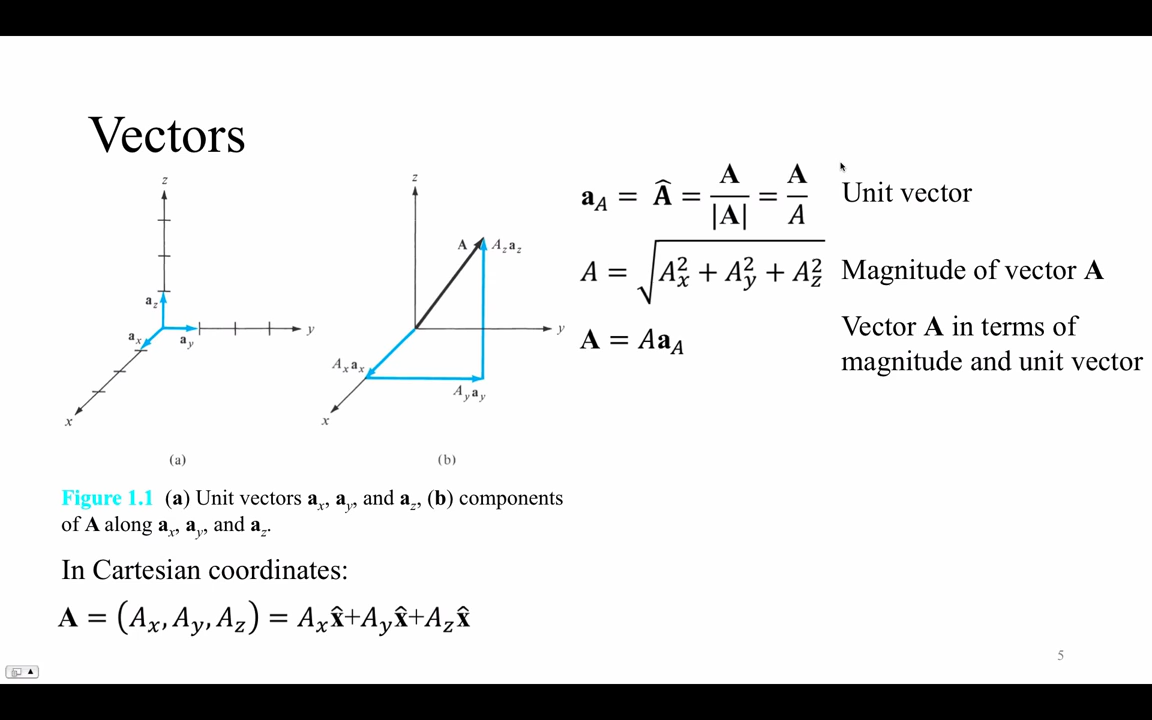 Vectors
z
a_z
a_x
a_y
y
x
(a)
z
A
A_z a_z
y
A_x a_x
A_y a_y
x
(b)
Figure 1.1 (a) Unit vectors a_x, a_y, and a_z, (b) components
of A along a_x, a_y, and a_z.
In Cartesian coordinates:
A = (A_x, A_y, A_z) = A_x x̂+A_y x̂+A_z x̂
a_A = Â = A/|A| = A/A Unit vector
A = √(A_x² + A_y² + A_z²) Magnitude of vector A
A = Aa_A
Vector A in terms of
magnitude and unit vector
5